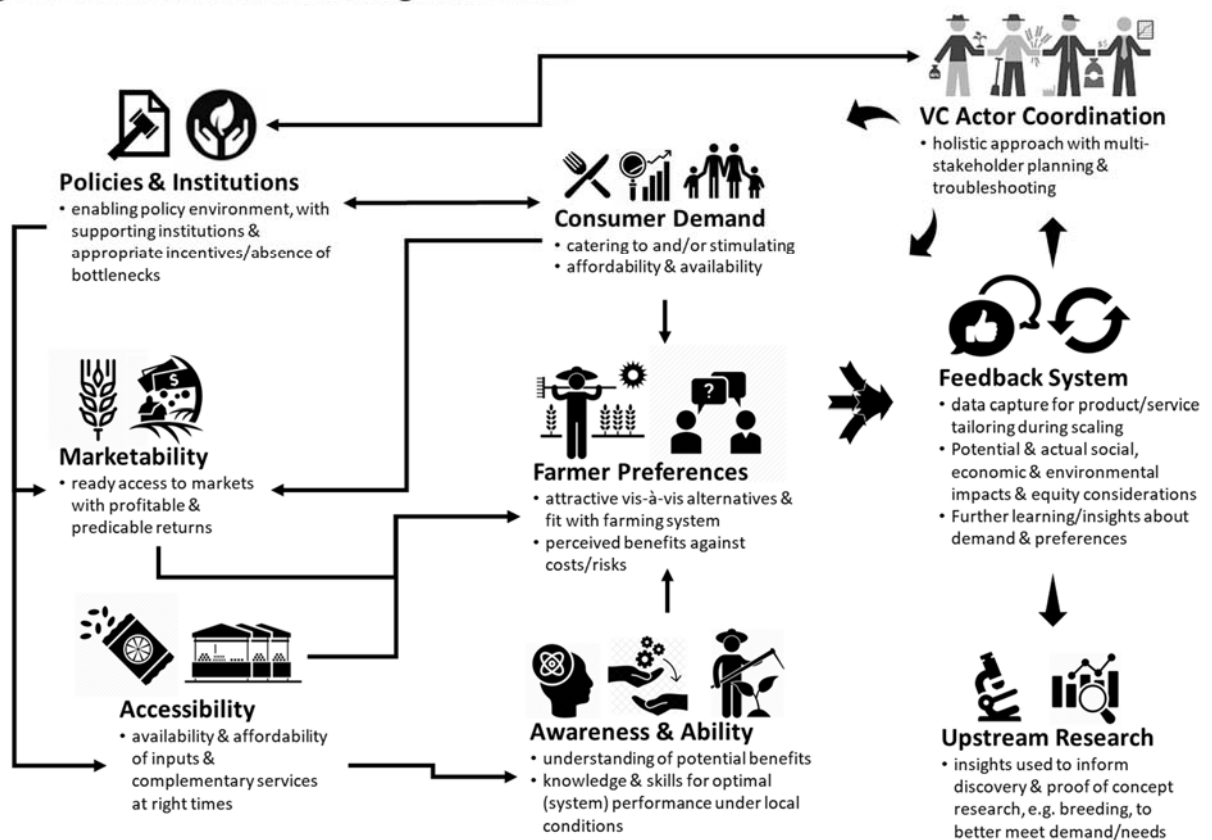 VC Actor Coordination
• holistic approach with multi-
stakeholder planning &
troubleshooting
Policies & Institutions
• enabling policy environment, with
supporting institutions &
appropriate incentives/absence of
bottlenecks
Consumer Demand
• catering to and/or stimulating
• affordability & availability
Marketability
• ready access to markets
with profitable &
predicable returns
Farmer Preferences
• attractive vis-à-vis alternatives &
fit with farming system
• perceived benefits against
costs/risks
Feedback System
• data capture for product/service
tailoring during scaling
• Potential & actual social,
economic & environmental
impacts & equity considerations
• Further learning/insights about
demand & preferences
Accessibility
• availability & affordability
of inputs &
complementary services
at right times
Awareness & Ability
• understanding of potential benefits
• knowledge & skills for optimal
(system) performance under local
conditions
Upstream Research
• insights used to inform
discovery & proof of concept
research, e.g. breeding, to
better meet demand/needs